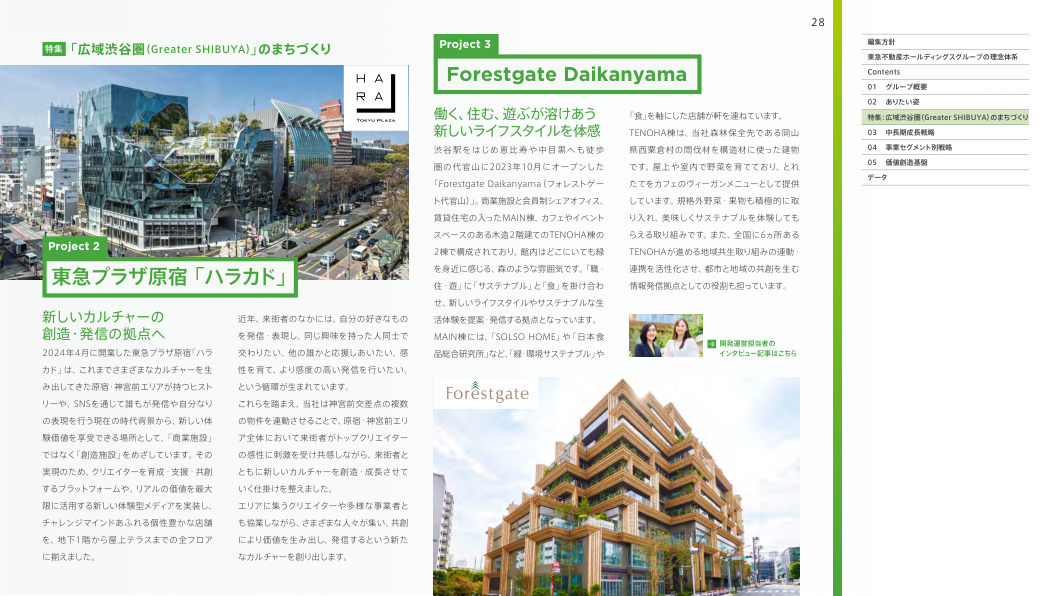 28
特集 「広域渋谷圏(Greater SHIBUYA)」のまちづくり
HA
RA
TOKYU PLAZA
Project 2
東急プラザ原宿「ハラカド」
新しいカルチャーの
創造・発信の拠点へ
2024年4月に開業した東急プラザ原宿「ハラ
カド」は、これまでさまざまなカルチャーを生
み出してきた原宿・神宮前エリアが持つヒスト
リーや、SNSを通じて誰もが発信や自分なり
の表現を行う現在の時代背景から、新しい体
験価値を享受できる場所として、「商業施設」
ではなく「創造施設」をめざしています。その
実現のため、クリエイターを育成・支援・共創
するプラットフォームや、リアルの価値を最大
限に活用する新しい体験型メディアを実装し、
チャレンジマインドあふれる個性豊かな店舗
を、地下1階から屋上テラスまでの全フロア
に揃えました。
近年、来街者のなかには、自分の好きなもの
を発信・表現し、同じ興味を持った人同士で
交わりたい、他の誰かと応援しあいたい、感
性を育て、より感度の高い発信を行いたい、
という循環が生まれています。
これらを踏まえ、当社は神宮前交差点の複数
の物件を連動させることで、原宿・神宮前エリ
ア全体において来街者がトップクリエイター
の感性に刺激を受け共感しながら、来街者と
ともに新しいカルチャーを創造・成長させて
いく仕掛けを整えました。
エリアに集うクリエイターや多様な事業者と
も協業しながら、さまざまな人々が集い、共創
により価値を生み出し、発信するという新た
なカルチャーを創り出します。
Project 3
Forestgate Daikanyama
働く、住む、遊ぶが溶けあう
新しいライフスタイルを体感
渋谷駅をはじめ恵比寿や中目黒へも徒歩
圏の代官山に2023年10月にオープンした
「Forestgate Daikanyama(フォレストゲー
ト代官山)」。商業施設と会員制シェアオフィス、
賃貸住宅の入ったMAIN棟、カフェやイベント
スペースのある木造2階建てのTENOHA棟の
2棟で構成されており、館内はどこにいても緑
を身近に感じる、森のような雰囲気です。「職・
住・遊」に「サステナブル」と「食」を掛け合わ
せ、新しいライフスタイルやサステナブルな生
活体験を提案・発信する拠点となっています。
MAIN棟には、「SOLSO HOME」や「日本食
品総合研究所」など、「緑・環境サステナブル」や
「食」を軸にした店舗が軒を連ねています。
TENOHA棟は、当社森林保全先である岡山
県西粟倉村の間伐材を構造材に使った建物
です。屋上や室内で野菜を育てており、とれ
たてをカフェのヴィーガンメニューとして提供
しています。規格外野菜・果物も積極的に取
り入れ、美味しくサステナブルを体験しても
らえる取り組みです。また、全国に6ヵ所ある
TENOHAが進める地域共生取り組みの連動・
連携を活性化させ、都市と地域の共創を生む
情報発信拠点としての役割も担っています。
開発運営担当者の
インタビュー記事はこちら
Forestgate
編集方針
東急不動産ホールディングスグループの理念体系
Contents
01 グループ概要
02 ありたい姿
特集:広域渋谷圏(Greater SHIBUYA)のまちづくり
03 中長期成長戦略
04 事業セグメント別戦略
05 価値創造基盤
データ